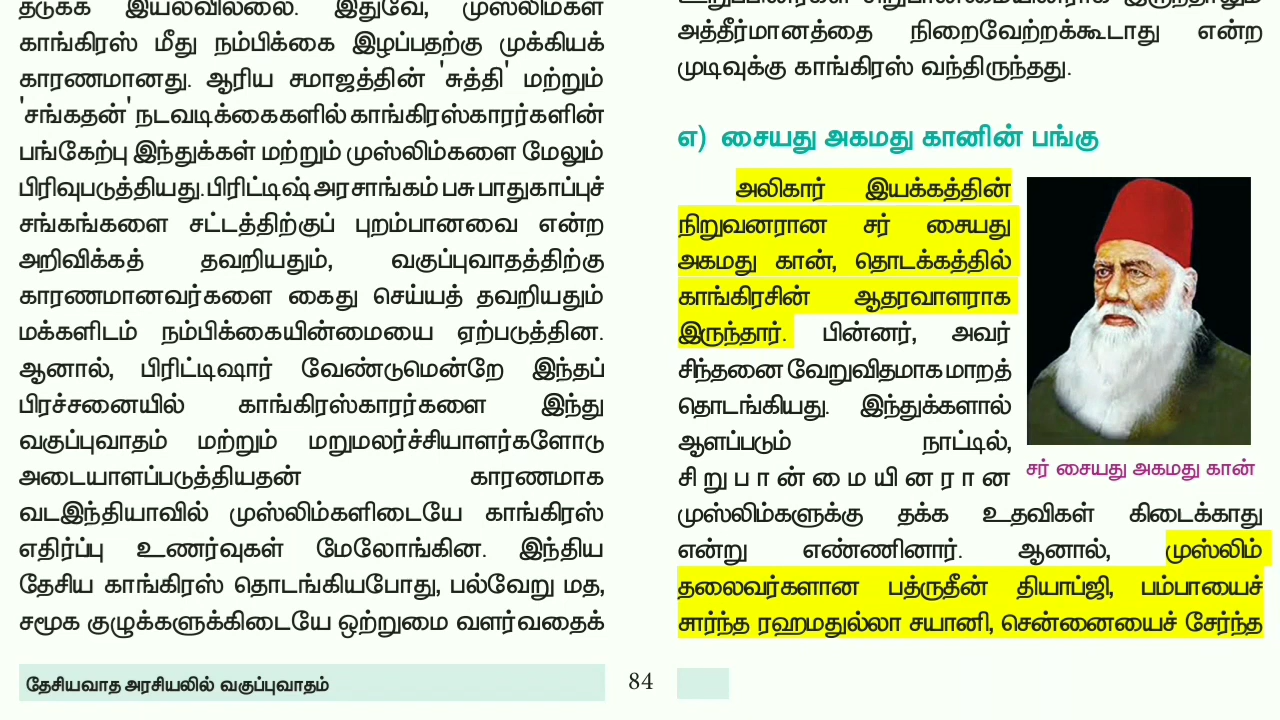 தடுக்க இயலவில்லை. இதுவே, முஸ்லிம்கள்
காங்கிரஸ் மீது நம்பிக்கை இழப்பதற்கு முக்கியக்
காரணமானது. ஆரிய சமாஜத்தின் 'சுத்தி' மற்றும்
'சங்கதன்' நடவடிக்கைகளில் காங்கிரஸ்காரர்களின்
பங்கேற்பு இந்துக்கள் மற்றும் முஸ்லிம்களை மேலும்
பிரிவுபடுத்தியது. பிரிட்டிஷ் அரசாங்கம் பசு பாதுகாப்புச்
சங்கங்களை சட்டத்திற்குப் புறம்பானவை என்ற
அறிவிக்கத் தவறியதும், வகுப்புவாதத்திற்கு
காரணமானவர்களை கைது செய்யத் தவறியதும்
மக்களிடம் நம்பிக்கையின்மையை ஏற்படுத்தின.
ஆனால், பிரிட்டிஷார் வேண்டுமென்றே இந்தப்
பிரச்சனையில் காங்கிரஸ்காரர்களை இந்து
வகுப்புவாதம் மற்றும் மறுமலர்ச்சியாளர்களோடு
அடையாளப்படுத்தியதன் காரணமாக
வடஇந்தியாவில் முஸ்லிம்களிடையே காங்கிரஸ்
எதிர்ப்பு உணர்வுகள் மேலோங்கின. இந்திய
தேசிய காங்கிரஸ் தொடங்கியபோது, பல்வேறு மத,
சமூக குழுக்களுக்கிடையே ஒற்றுமை வளர்வதைக்
தேசியவாத அரசியலில் வகுப்புவாதம்
84
அத்தீர்மானத்தை நிறைவேற்றக்கூடாது என்ற
முடிவுக்கு காங்கிரஸ் வந்திருந்தது.
எ) சையது அகமது கானின் பங்கு
அலிகார் இயக்கத்தின்
நிறுவனரான சர் சையது
அகமது கான், தொடக்கத்தில்
காங்கிரசின் ஆதரவாளராக
இருந்தார். பின்னர், அவர்
சிந்தனை வேறுவிதமாக மாறத்
தொடங்கியது. இந்துக்களால்
ஆளப்படும் நாட்டில்,
சிறுபான்மையினரான
சர் சையது அகமது கான்
முஸ்லிம்களுக்கு தக்க உதவிகள் கிடைக்காது
என்று எண்ணினார். ஆனால், முஸ்லிம்
தலைவர்களான பத்ருதீன் தியாப்ஜி, பம்பாயைச்
சார்ந்த ரஹமதுல்லா சயானி, சென்னையைச் சேர்ந்த